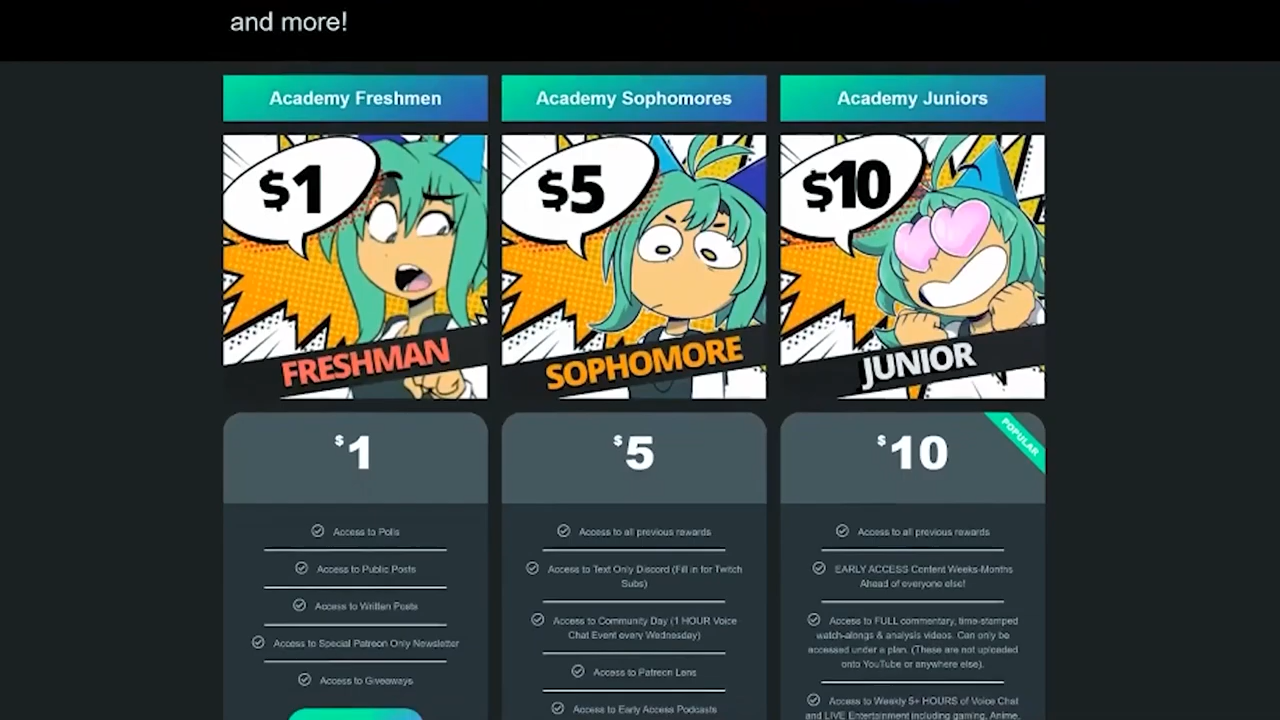 and more!
Academy Freshmen
Academy Sophomores
Academy Juniors
$1
$5
$10
FRESHMAN
SOPHOMORE
JUNIOR
$1
Access to Polls
Access to Public Posts
Access to Written Posts
Access to Special Patreon Only Newsletter
Access to Giveaways
$5
Access to all previous rewards
Access to Text Only Discord (Fill in for Twitch
Subs)
Access to Community Day (1 HOUR Voice
Chat Event every Wednesday)
Access to Patreon Lens
Access to Early Access Podcasts
$10
POPULAR
Access to all previous rewards
EARLY ACCESS Content Weeks-Months
Ahead of everyone else!
Access to FULL commentary, time-stamped
watch-alongs & analysis videos. Can only be
accessed under a plan. (These are not uploaded
onto YouTube or anywhere else).
Access to Weekly 5+ HOURS of Voice Chat
and LIVE Entertainment including gaming, Anime,